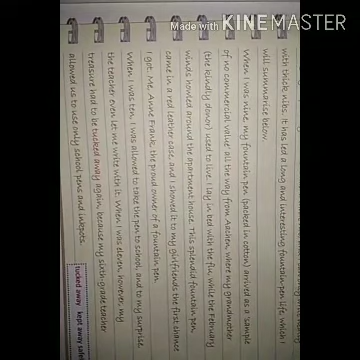 Made with KINEMASTER
with thick nibs. It has led a long and interesting fountain-pen life, which I
will summarise below.
When I was nine, my fountain pen (packed in cotton) arrived as a 'sample
of no commercial value' all the way from Aachen, where my grandmother
(the kindly donor) used to live. I lay in bed with the flu, while the February
winds howled around the apartment house. This splendid fountain pen
came in a red leather case, and I showed it to my girlfriends the first chance
I got. Me, Anne Frank, the proud owner of a fountain pen.
When I was ten, I was allowed to take the pen to school, and to my surprise,
the teacher even let me write with it. When I was eleven, however, my
treasure had to be tucked away again, because my sixth-grade teacher
allowed us to use only school pens and inkpots.
tucked away kept away safe